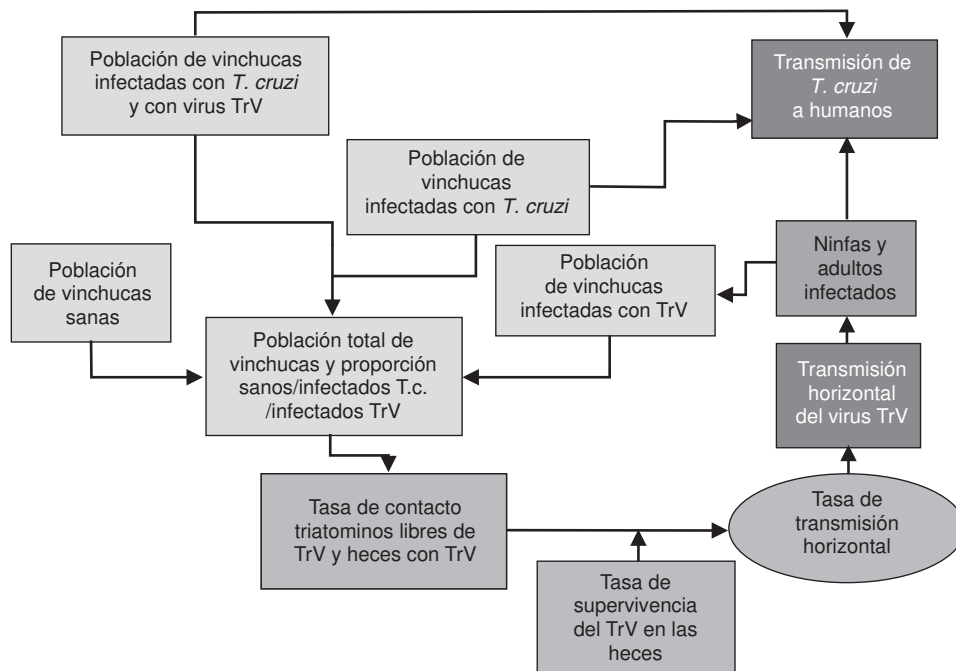 Población de vinchucas
infectadas con T. cruzi
y con virus TrV
Transmisión de
T. cruzi
a humanos
Población de
vinchucas
infectadas con T. cruzi
Población
de vinchucas
sanas
Población
de vinchucas
infectadas con TrV
Ninfas y
adultos
infectados
Población total de
vinchucas y proporción
sanos/infectados T.c.
/infectados TrV
Transmisión
horizontal
del virus TrV
Tasa de contacto
triatominos libres de
TrV y heces con TrV
Tasa de
transmisión
horizontal
Tasa de
supervivencia
del TrV en las
heces